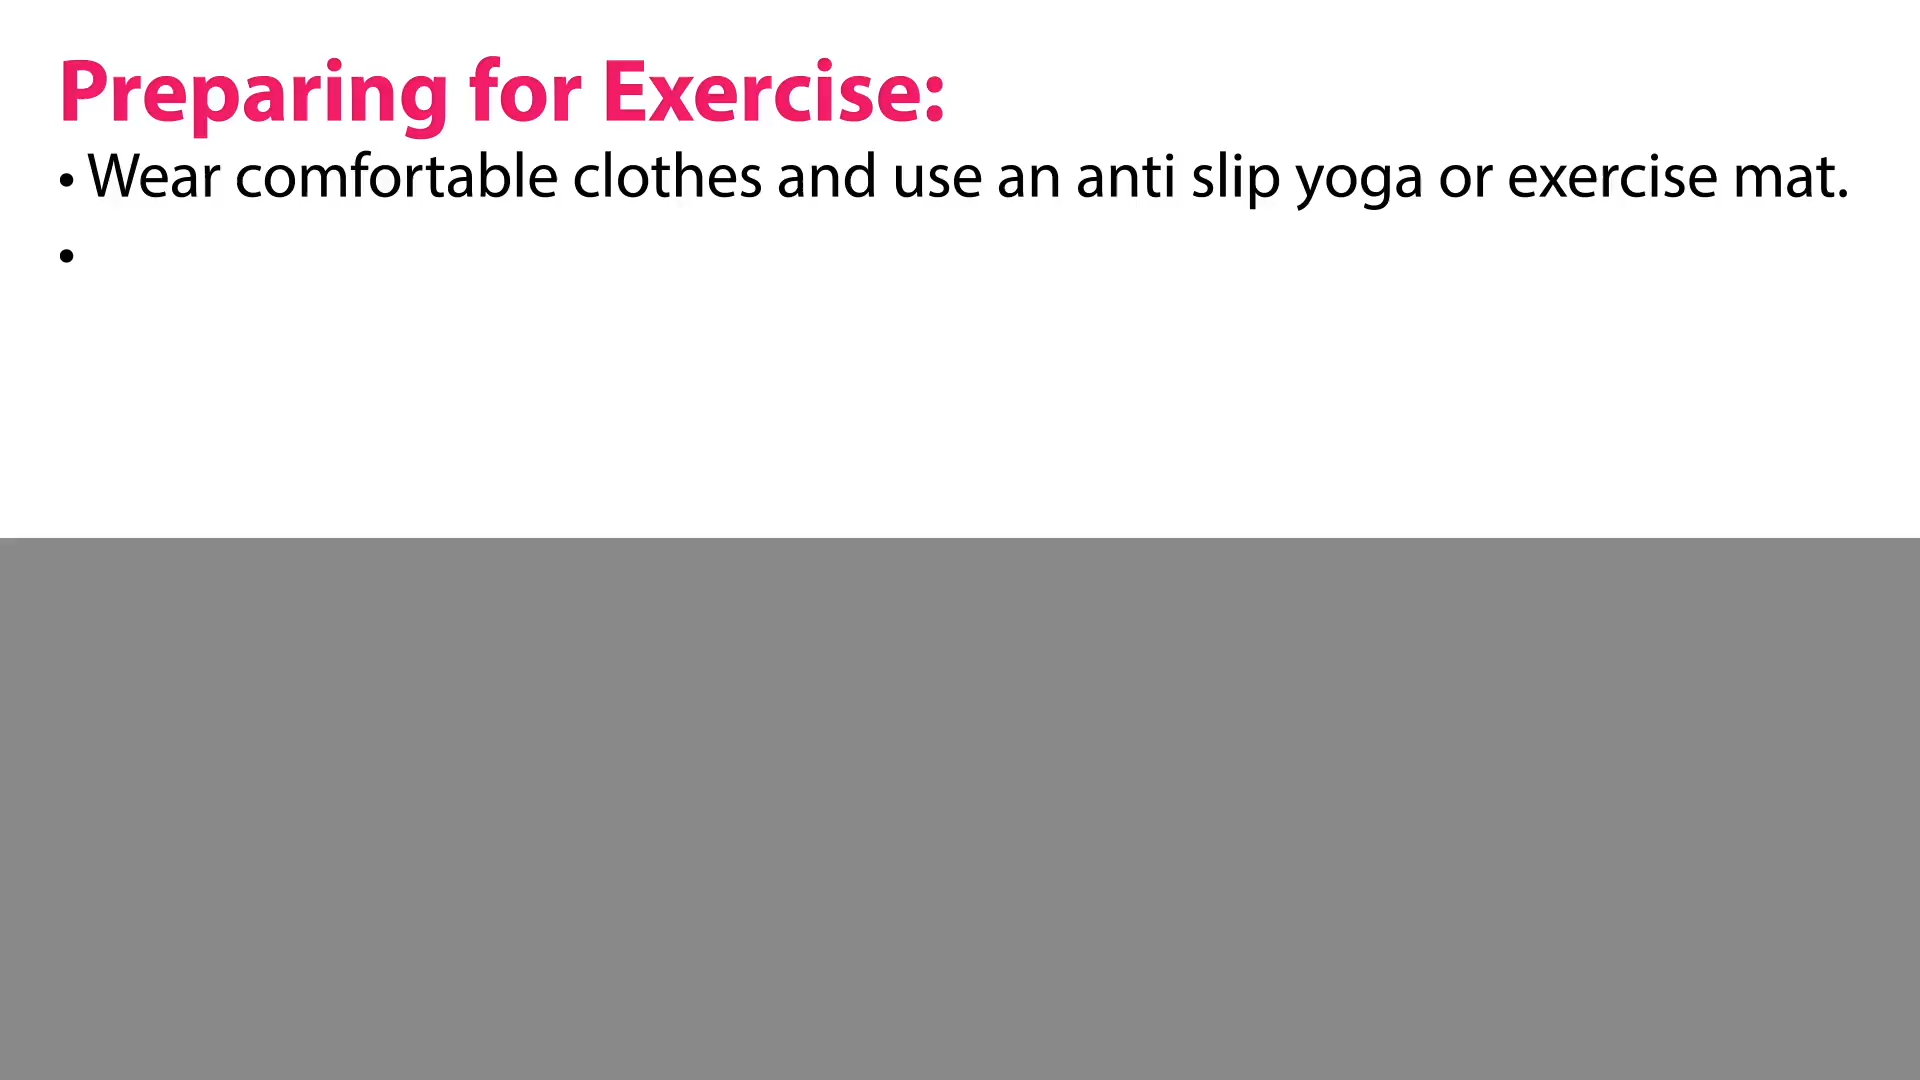 Preparing for Exercise:
• Wear comfortable clothes and use an anti slip yoga or exercise mat.
•